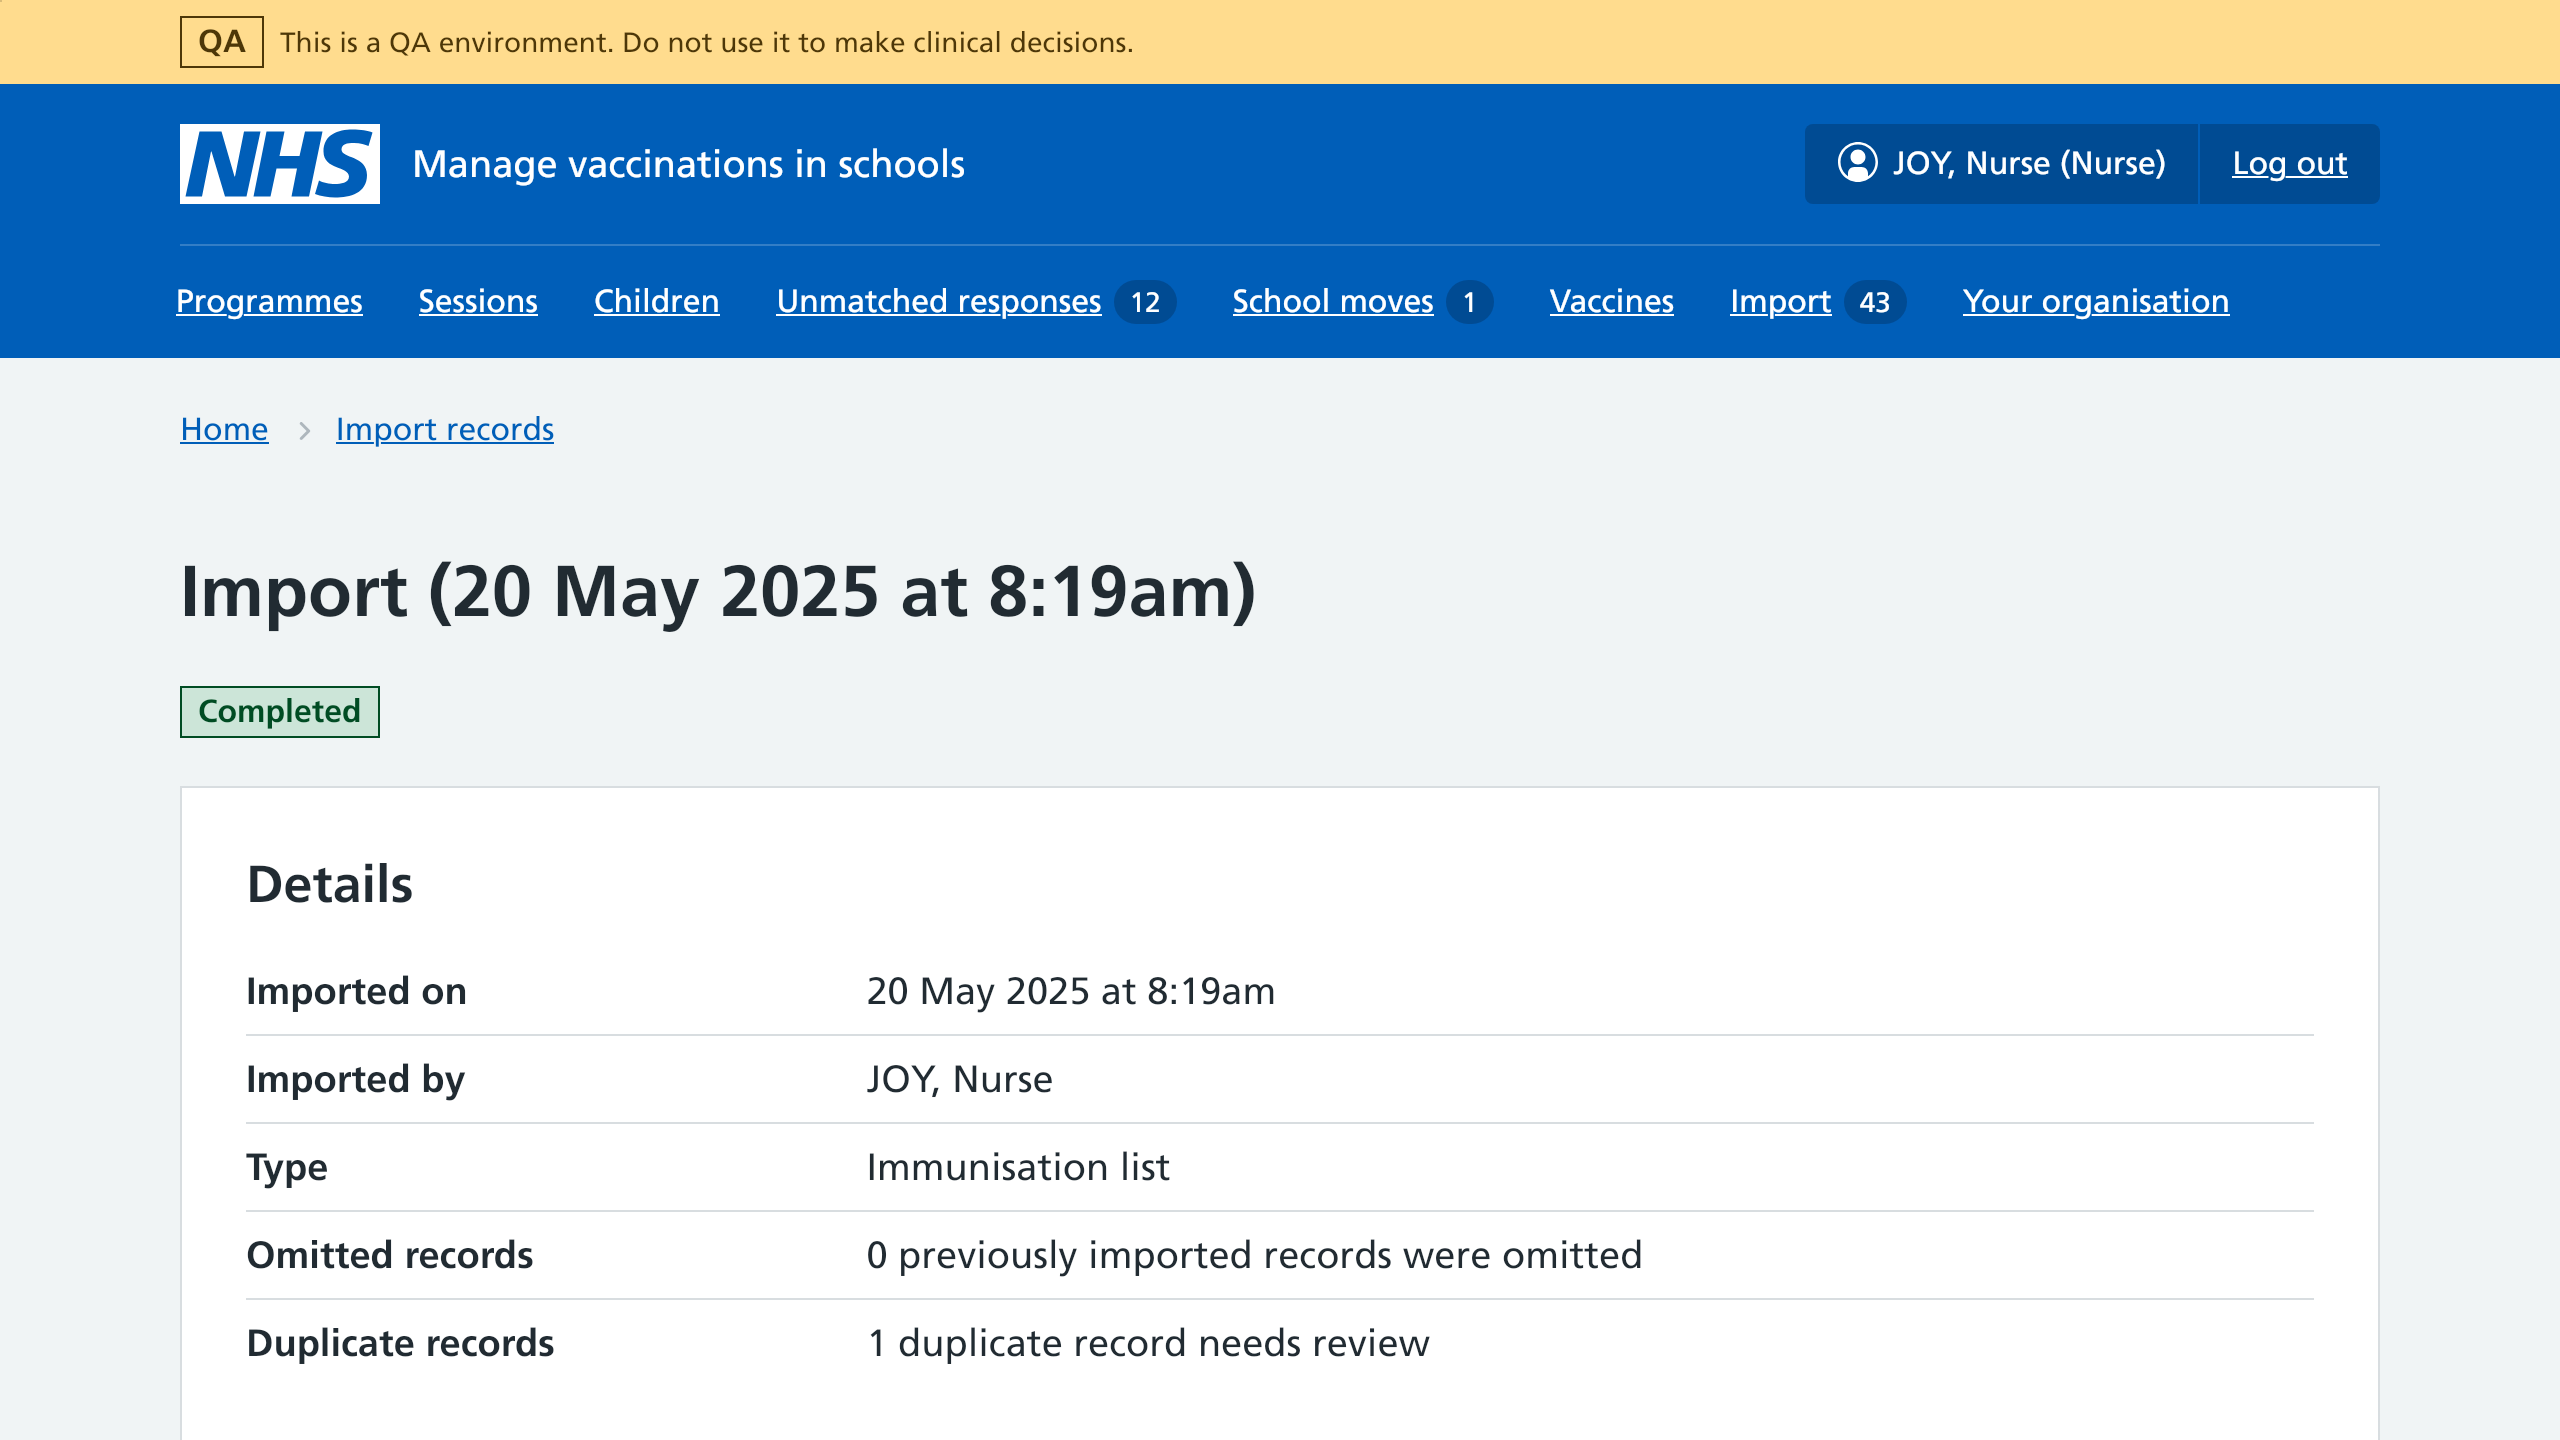 QA This is a QA environment. Do not use it to make clinical decisions.
NHS Manage vaccinations in schools JOY, Nurse (Nurse) Log out
Programmes Sessions Children Unmatched responses 12 School moves 1 Vaccines Import 43 Your organisation
Home Import records
Import (20 May 2025 at 8:19am)
Completed
Details
Imported on 20 May 2025 at 8:19am
Imported by JOY, Nurse
Type Immunisation list
Omitted records 0 previously imported records were omitted
Duplicate records 1 duplicate record needs review